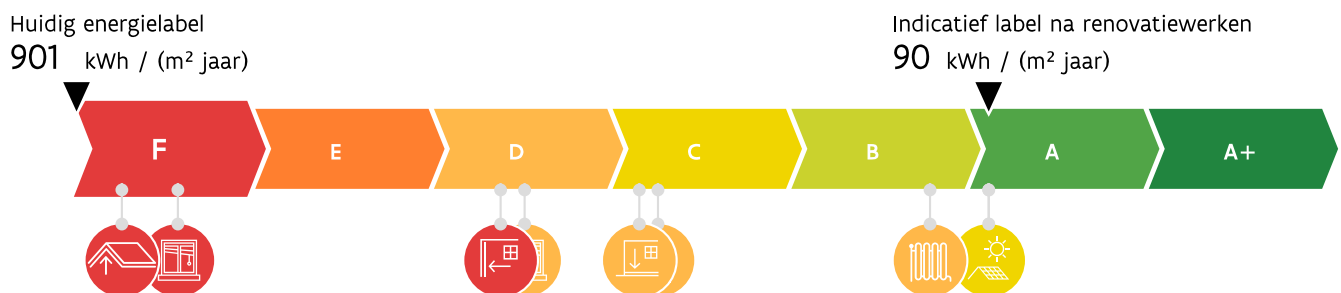 Huidig energielabel
901 kWh / (m² jaar)
Indicatief label na renovatiewerken
90 kWh / (m² jaar)
F E D C B A A+